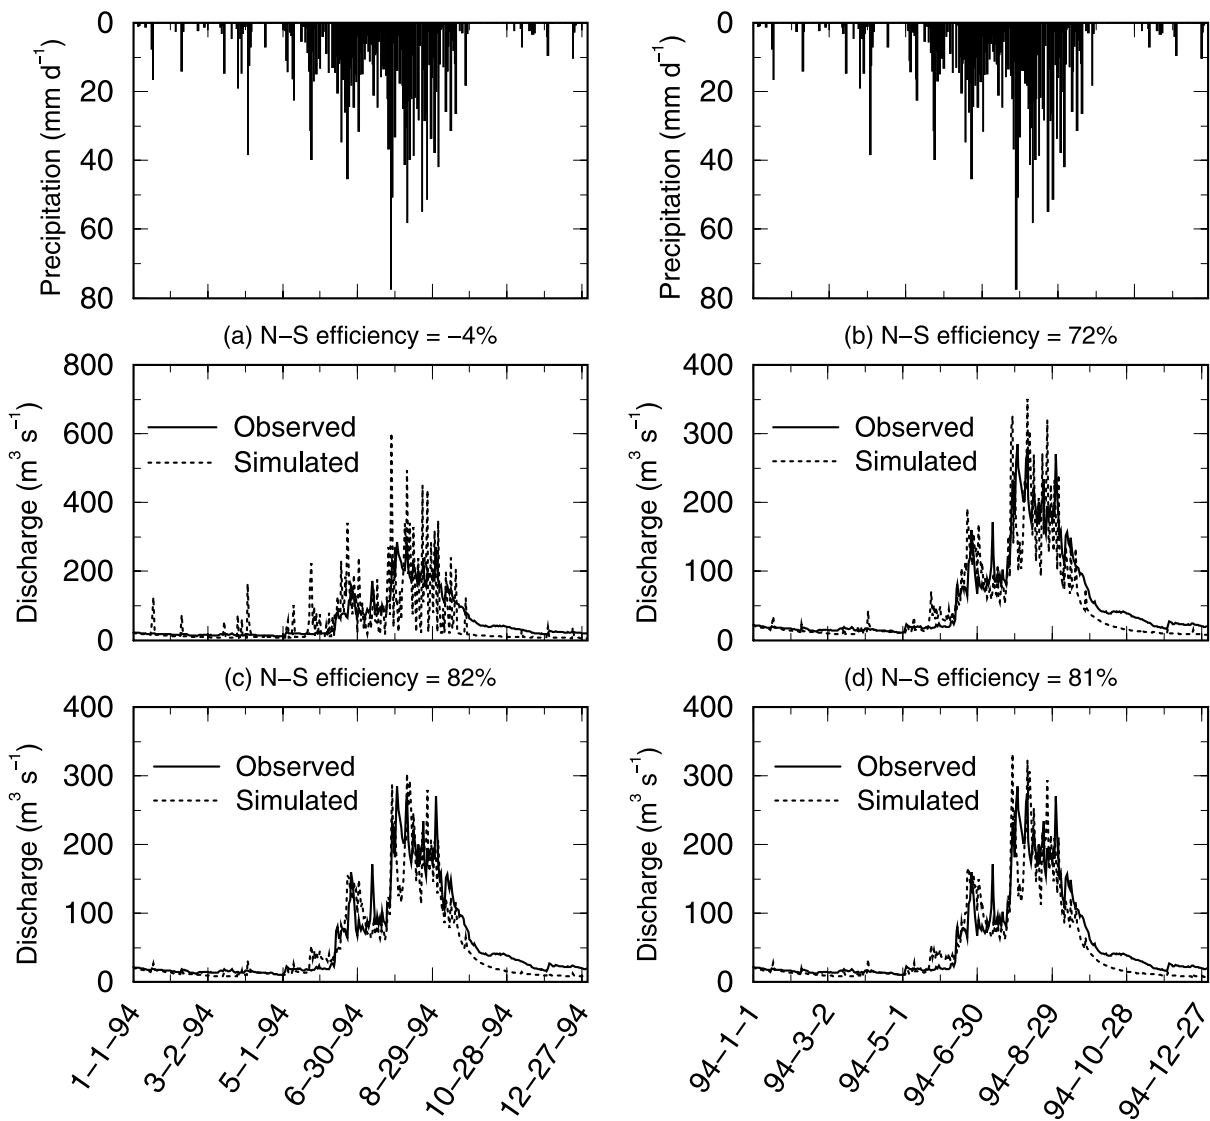 0
20
40
60
80
Precipitation (mm d−1)
0
20
40
60
80
Precipitation (mm d−1)
(a) N−S efficiency = −4%
(b) N−S efficiency = 72%
800
600
400
200
0
Discharge (m3 s−1)
Observed
Simulated
400
300
200
100
0
Discharge (m3 s−1)
Observed
Simulated
(c) N−S efficiency = 82%
(d) N−S efficiency = 81%
400
300
200
100
0
Discharge (m3 s−1)
Observed
Simulated
400
300
200
100
0
Discharge (m3 s−1)
Observed
Simulated
1−1−94
3−2−94
5−1−94
6−30−94
8−29−94
10−28−94
12−27−94
94−1−1
94−3−2
94−5−1
94−6−30
94−8−29
94−10−28
94−12−27